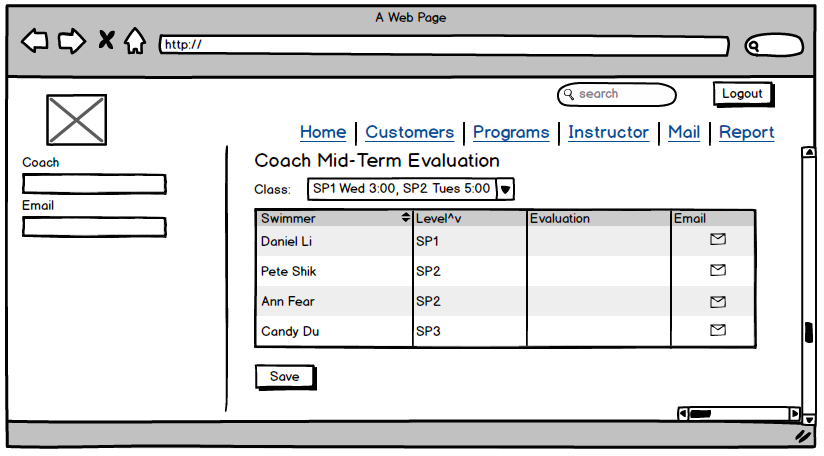 A Web Page
http://
search
Logout
Home Customers Programs Instructor Mail Report
Coach
Email
Coach Mid-Term Evaluation
Class: SP1 Wed 3:00, SP2 Tues 5:00
Swimmer Level^v Evaluation Email
Daniel Li SP1
Pete Shik SP2
Ann Fear SP2
Candy Du SP3
Save